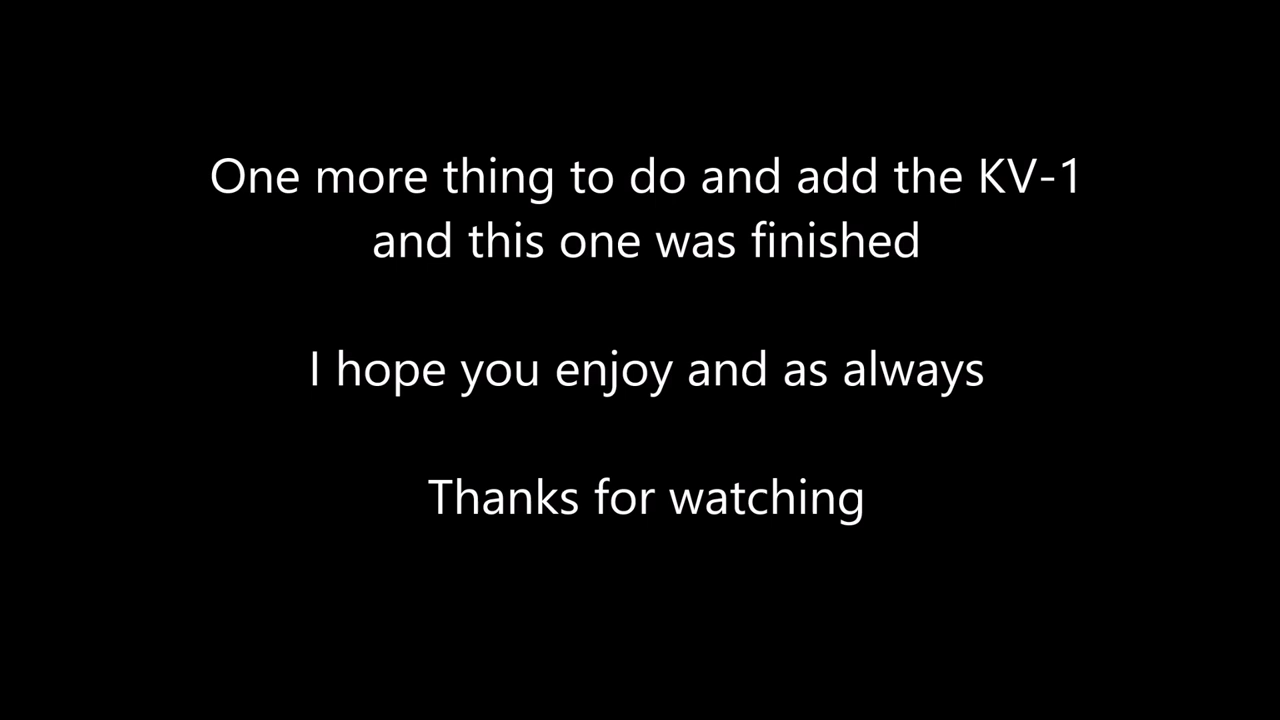 One more thing to do and add the KV-1
and this one was finished
I hope you enjoy and as always
Thanks for watching